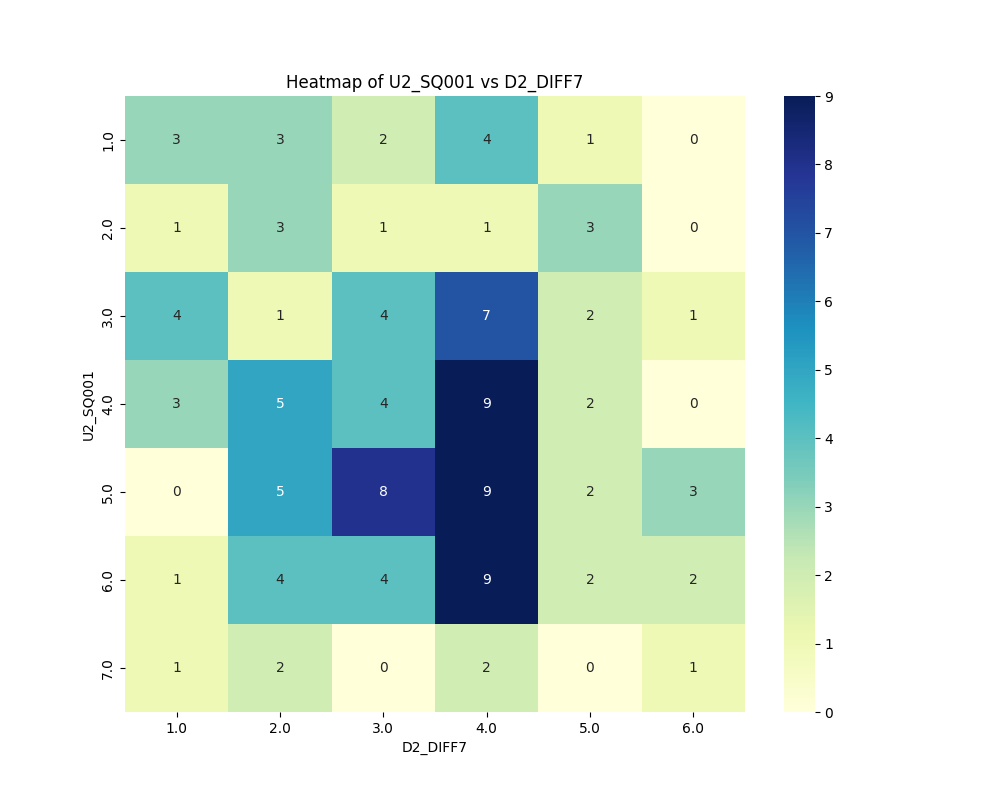 Heatmap of U2_SQ001 vs D2_DIFF7
U2_SQ001
1.0 3 3 2 4 1 0
2.0 1 3 1 1 3 0
3.0 4 1 4 7 2 1
4.0 3 5 4 9 2 0
5.0 0 5 8 9 2 3
6.0 1 4 4 9 2 2
7.0 1 2 0 2 0 1
1.0 2.0 3.0 4.0 5.0 6.0
D2_DIFF7
9
8
7
6
5
4
3
2
1
0